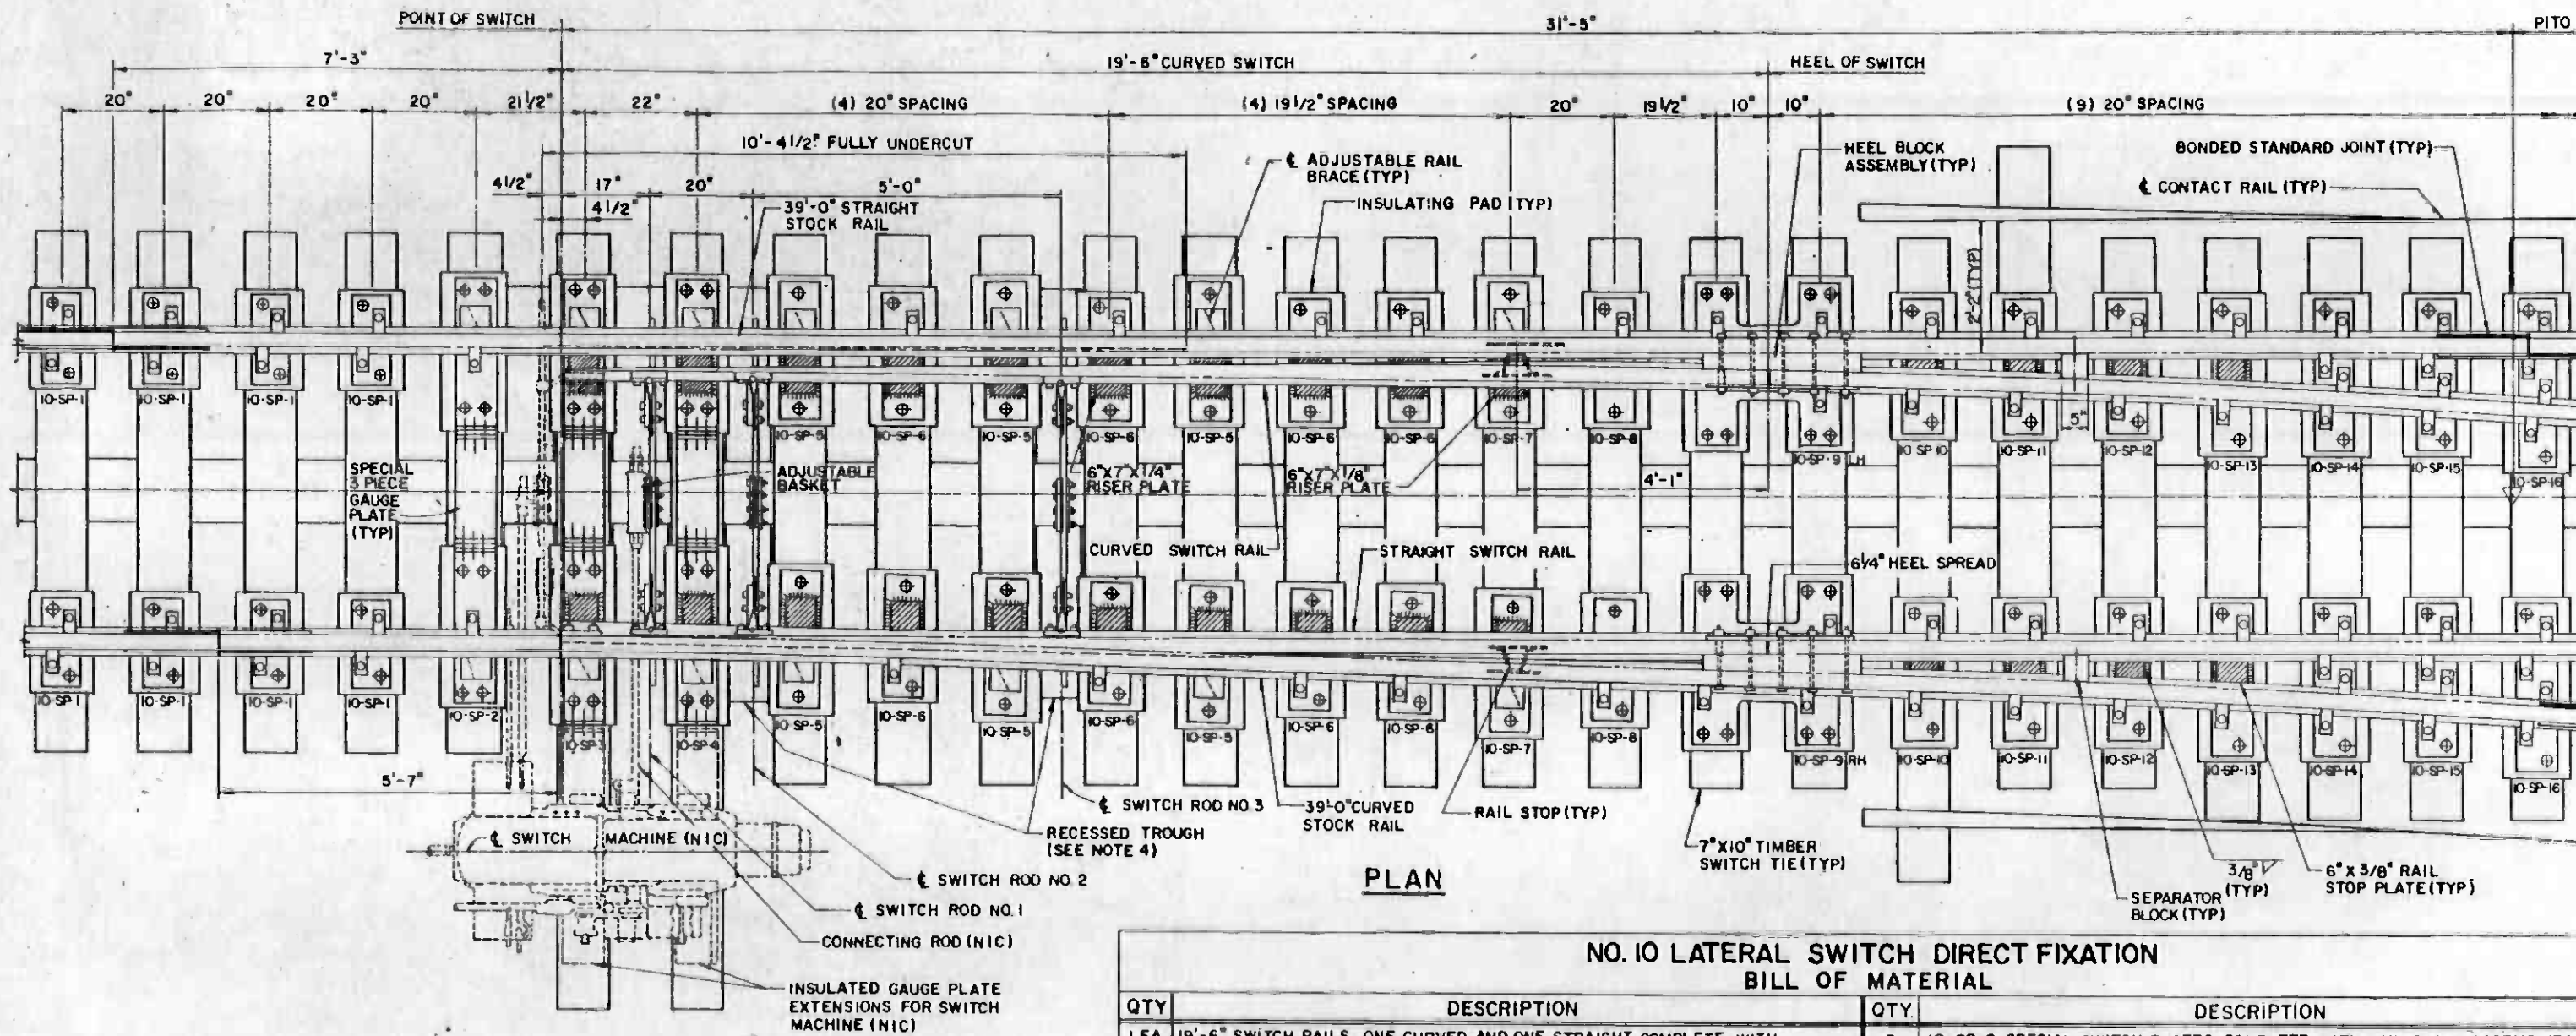 POINT OF SWITCH
31'-5"
PITO
7'-3"
19'-6" CURVED SWITCH
HEEL OF SWITCH
20"
20"
20"
20"
21 1/2"
22"
(4) 20" SPACING
(4) 19 1/2" SPACING
20"
19 1/2"
10"
10"
(9) 20" SPACING
10'-4 1/2" FULLY UNDERCUT
℄ ADJUSTABLE RAIL
BRACE (TYP)
HEEL BLOCK
ASSEMBLY (TYP)
BONDED STANDARD JOINT (TYP)
4 1/2"
17"
20"
5'-0"
℄ CONTACT RAIL (TYP)
4 1/2"
39'-0" STRAIGHT
STOCK RAIL
INSULATING PAD (TYP)
2'-2" (TYP)
10-SP-1
10-SP-1
10-SP-1
10-SP-1
10-SP-5
10-SP-6
10-SP-5
10-SP-6
10-SP-5
10-SP-6
10-SP-6
10-SP-7
10-SP-8
10-SP-9 LH
10-SP-10
10-SP-11
10-SP-12
10-SP-13
10-SP-14
10-SP-15
10-SP-16
5"
SPECIAL
3 PIECE
GAUGE
PLATE
(TYP)
ADJUSTABLE
BASKET
6"X7"X1/4"
RISER PLATE
6"X7"X1/8"
RISER PLATE
4'-1"
CURVED SWITCH RAIL
STRAIGHT SWITCH RAIL
6 1/4" HEEL SPREAD
10-SP-1
10-SP-1
10-SP-1
10-SP-1
10-SP-2
10-SP-3
10-SP-4
10-SP-5
10-SP-6
10-SP-5
10-SP-6
10-SP-5
10-SP-6
10-SP-6
10-SP-7
10-SP-8
10-SP-9 RH
10-SP-10
10-SP-11
10-SP-12
10-SP-13
10-SP-14
10-SP-15
10-SP-16
5'-7"
℄ SWITCH MACHINE (NIC)
℄ SWITCH ROD NO. 3
RECESSED TROUGH
(SEE NOTE 4)
39'-0" CURVED
STOCK RAIL
RAIL STOP (TYP)
7"X10" TIMBER
SWITCH TIE (TYP)
℄ SWITCH ROD NO. 2
℄ SWITCH ROD NO. 1
CONNECTING ROD (NIC)
INSULATED GAUGE PLATE
EXTENSIONS FOR SWITCH
MACHINE (NIC)
PLAN
SEPARATOR
BLOCK (TYP)
3/8"
(TYP)
6" X 3/8" RAIL
STOP PLATE (TYP)
NO. 10 LATERAL SWITCH DIRECT FIXATION
BILL OF MATERIAL
QTY
DESCRIPTION
QTY.
DESCRIPTION
19'-6" SWITCH RAILS, ONE CURVED AND ONE STRAIGHT COMPLETE WITH